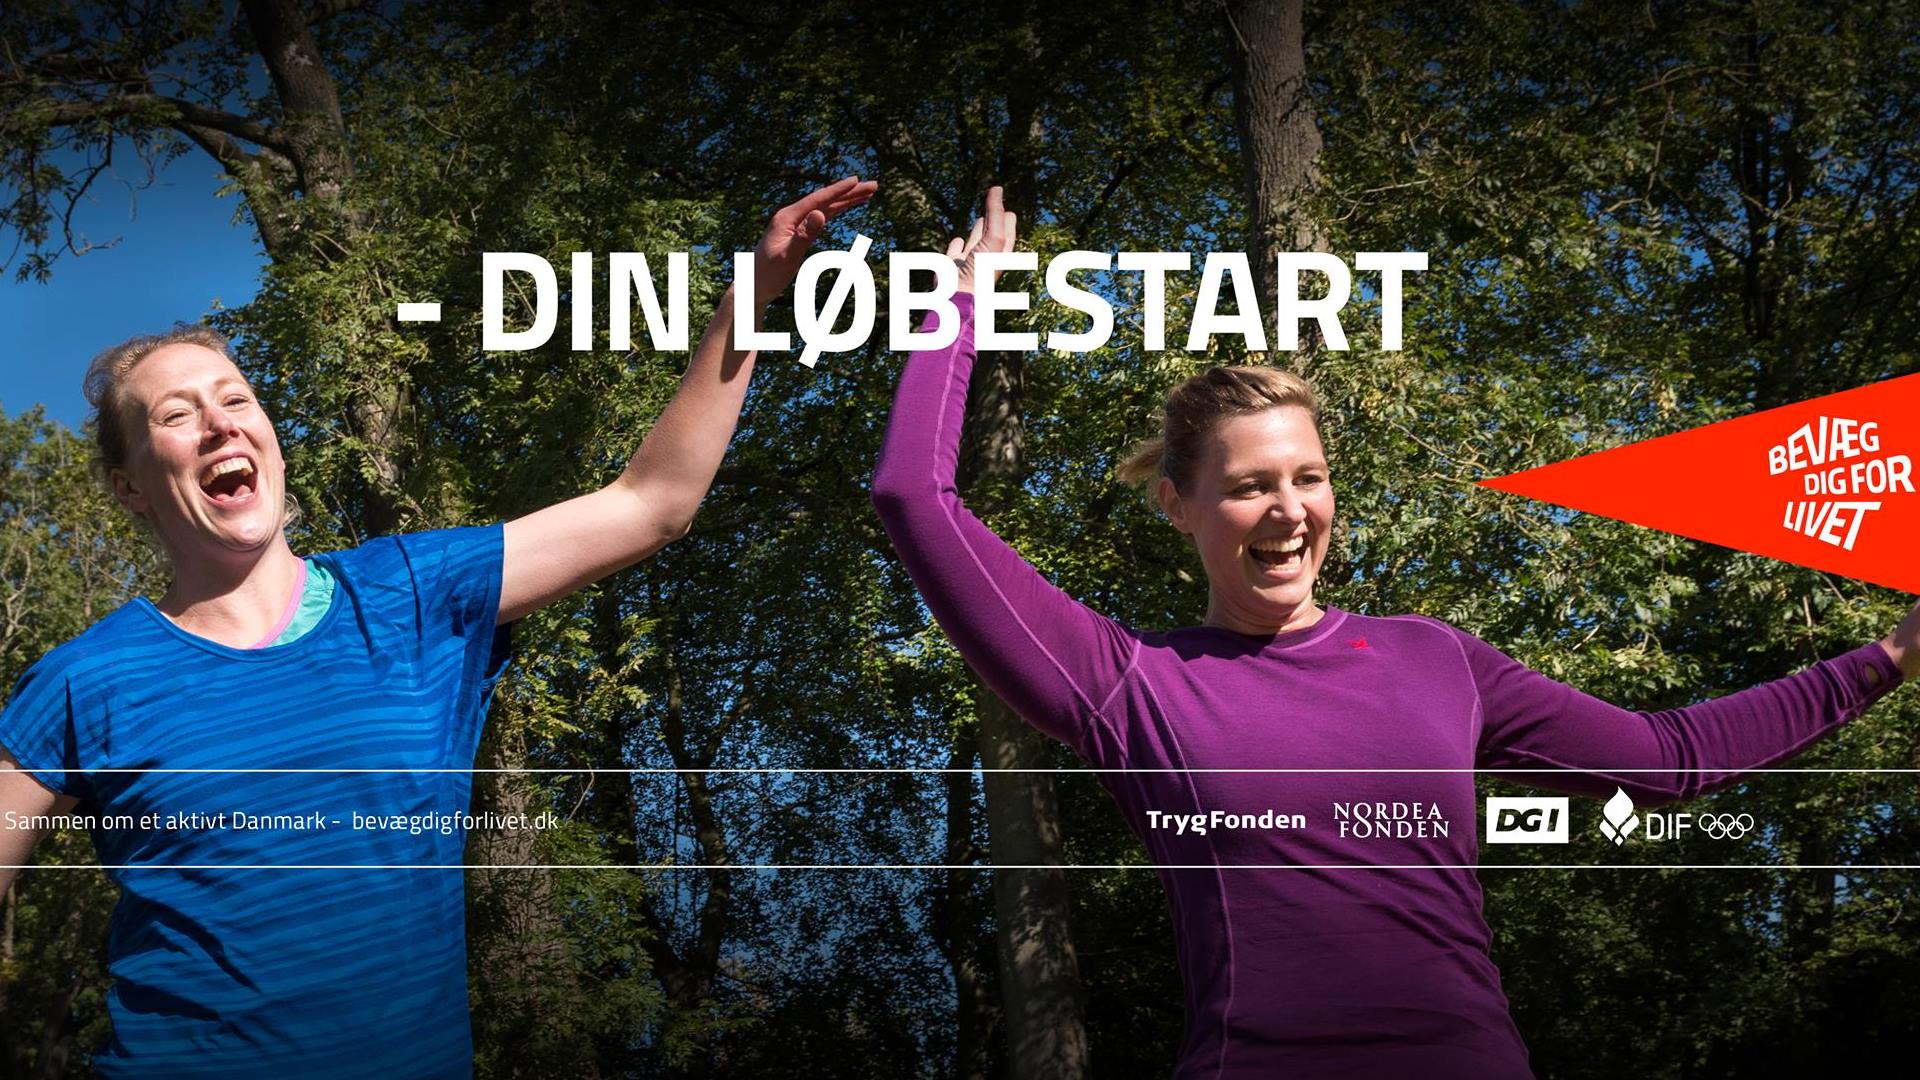 - DIN LØBESTART
BEVÆG
DIG FOR
LIVET
Sammen om et aktivt Danmark - bevægdigforlivet.dk
TrygFonden
NORDEA
FONDEN
DGI
DIF